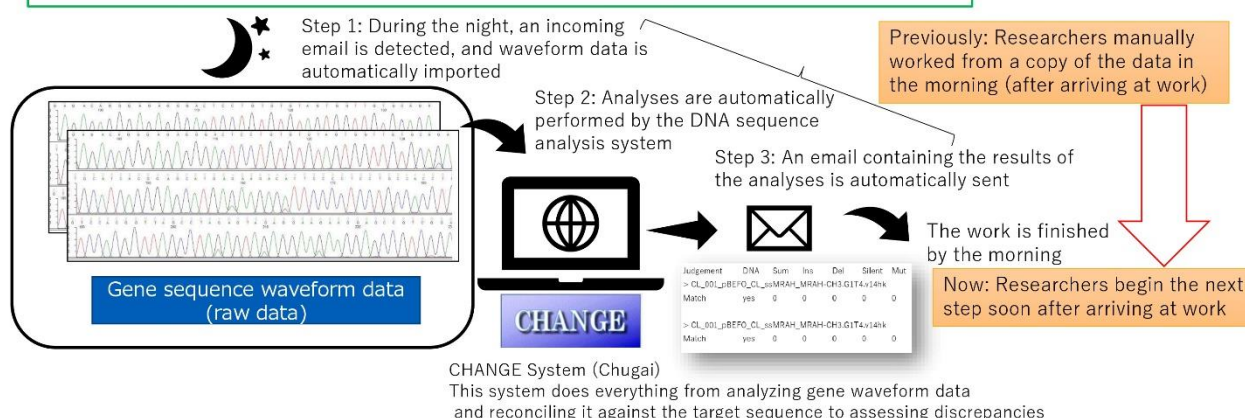 Step 1: During the night, an incoming
email is detected, and waveform data is
automatically imported
Previously: Researchers manually
worked from a copy of the data in
the morning (after arriving at work)
Step 2: Analyses are automatically
performed by the DNA sequence
analysis system
Step 3: An email containing the results of
the analyses is automatically sent
The work is finished
by the morning
Gene sequence waveform data
(raw data)
CHANGE
Judgement DNA Sum Ins Del Silent Mut
> CL_001_pBEFO_CL_ssMRAH_MRAH-CH3.G1T4.v14hk
Match yes 0 0 0 0 0
> CL_001_pBEFO_CL_ssMRAH_MRAH-CH3.G1T4.v14hk
Match yes 0 0 0 0 0
Now: Researchers begin the next
step soon after arriving at work
CHANGE System (Chugai)
This system does everything from analyzing gene waveform data
and reconciling it against the target sequence to assessing discrepancies